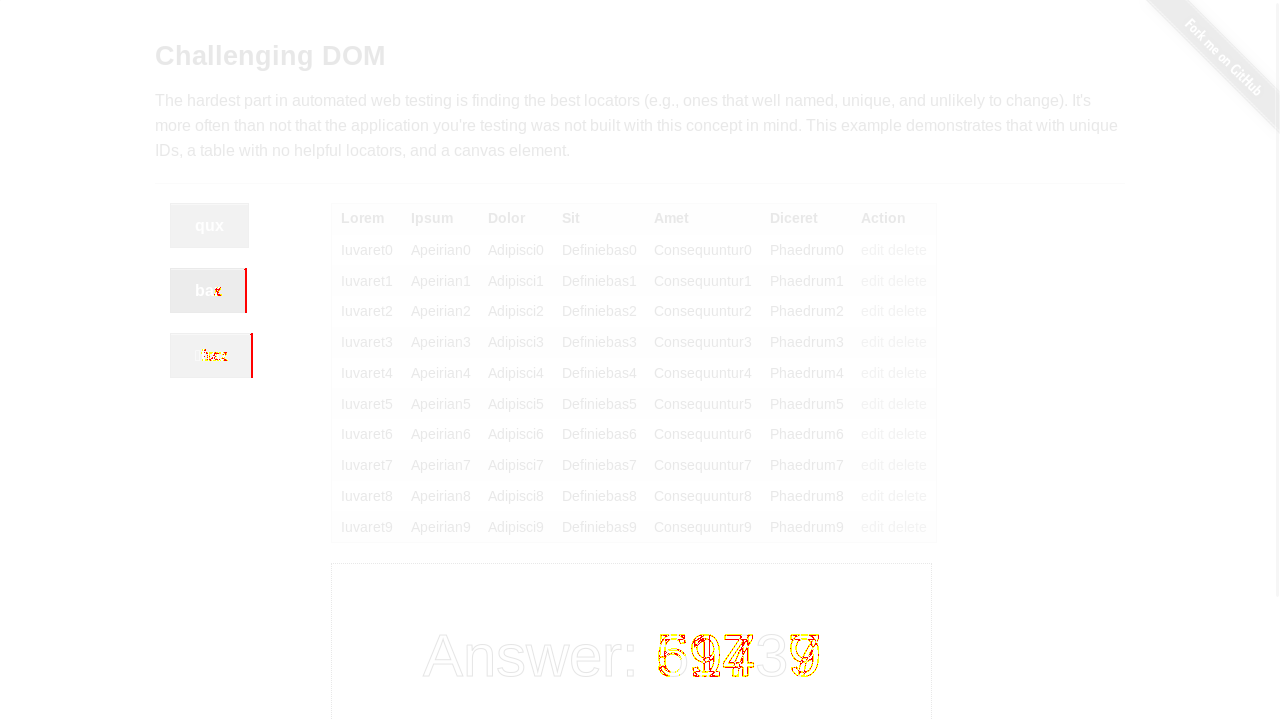 Fork me on GitHub
Challenging DOM
The hardest part in automated web testing is finding the best locators (e.g., ones that well named, unique, and unlikely to change). It's
more often than not that the application you're testing was not built with this concept in mind. This example demonstrates that with unique
IDs, a table with no helpful locators, and a canvas element.
qux
Lorem Ipsum Dolor Sit Amet Diceret Action
Iuvaret0 Apeirian0 Adipisci0 Definiebas0 Consequuntur0 Phaedrum0 edit delete
Iuvaret1 Apeirian1 Adipisci1 Definiebas1 Consequuntur1 Phaedrum1 edit delete
Iuvaret2 Apeirian2 Adipisci2 Definiebas2 Consequuntur2 Phaedrum2 edit delete
Iuvaret3 Apeirian3 Adipisci3 Definiebas3 Consequuntur3 Phaedrum3 edit delete
Iuvaret4 Apeirian4 Adipisci4 Definiebas4 Consequuntur4 Phaedrum4 edit delete
Iuvaret5 Apeirian5 Adipisci5 Definiebas5 Consequuntur5 Phaedrum5 edit delete
Iuvaret6 Apeirian6 Adipisci6 Definiebas6 Consequuntur6 Phaedrum6 edit delete
Iuvaret7 Apeirian7 Adipisci7 Definiebas7 Consequuntur7 Phaedrum7 edit delete
Iuvaret8 Apeirian8 Adipisci8 Definiebas8 Consequuntur8 Phaedrum8 edit delete
Iuvaret9 Apeirian9 Adipisci9 Definiebas9 Consequuntur9 Phaedrum9 edit delete
Answer: